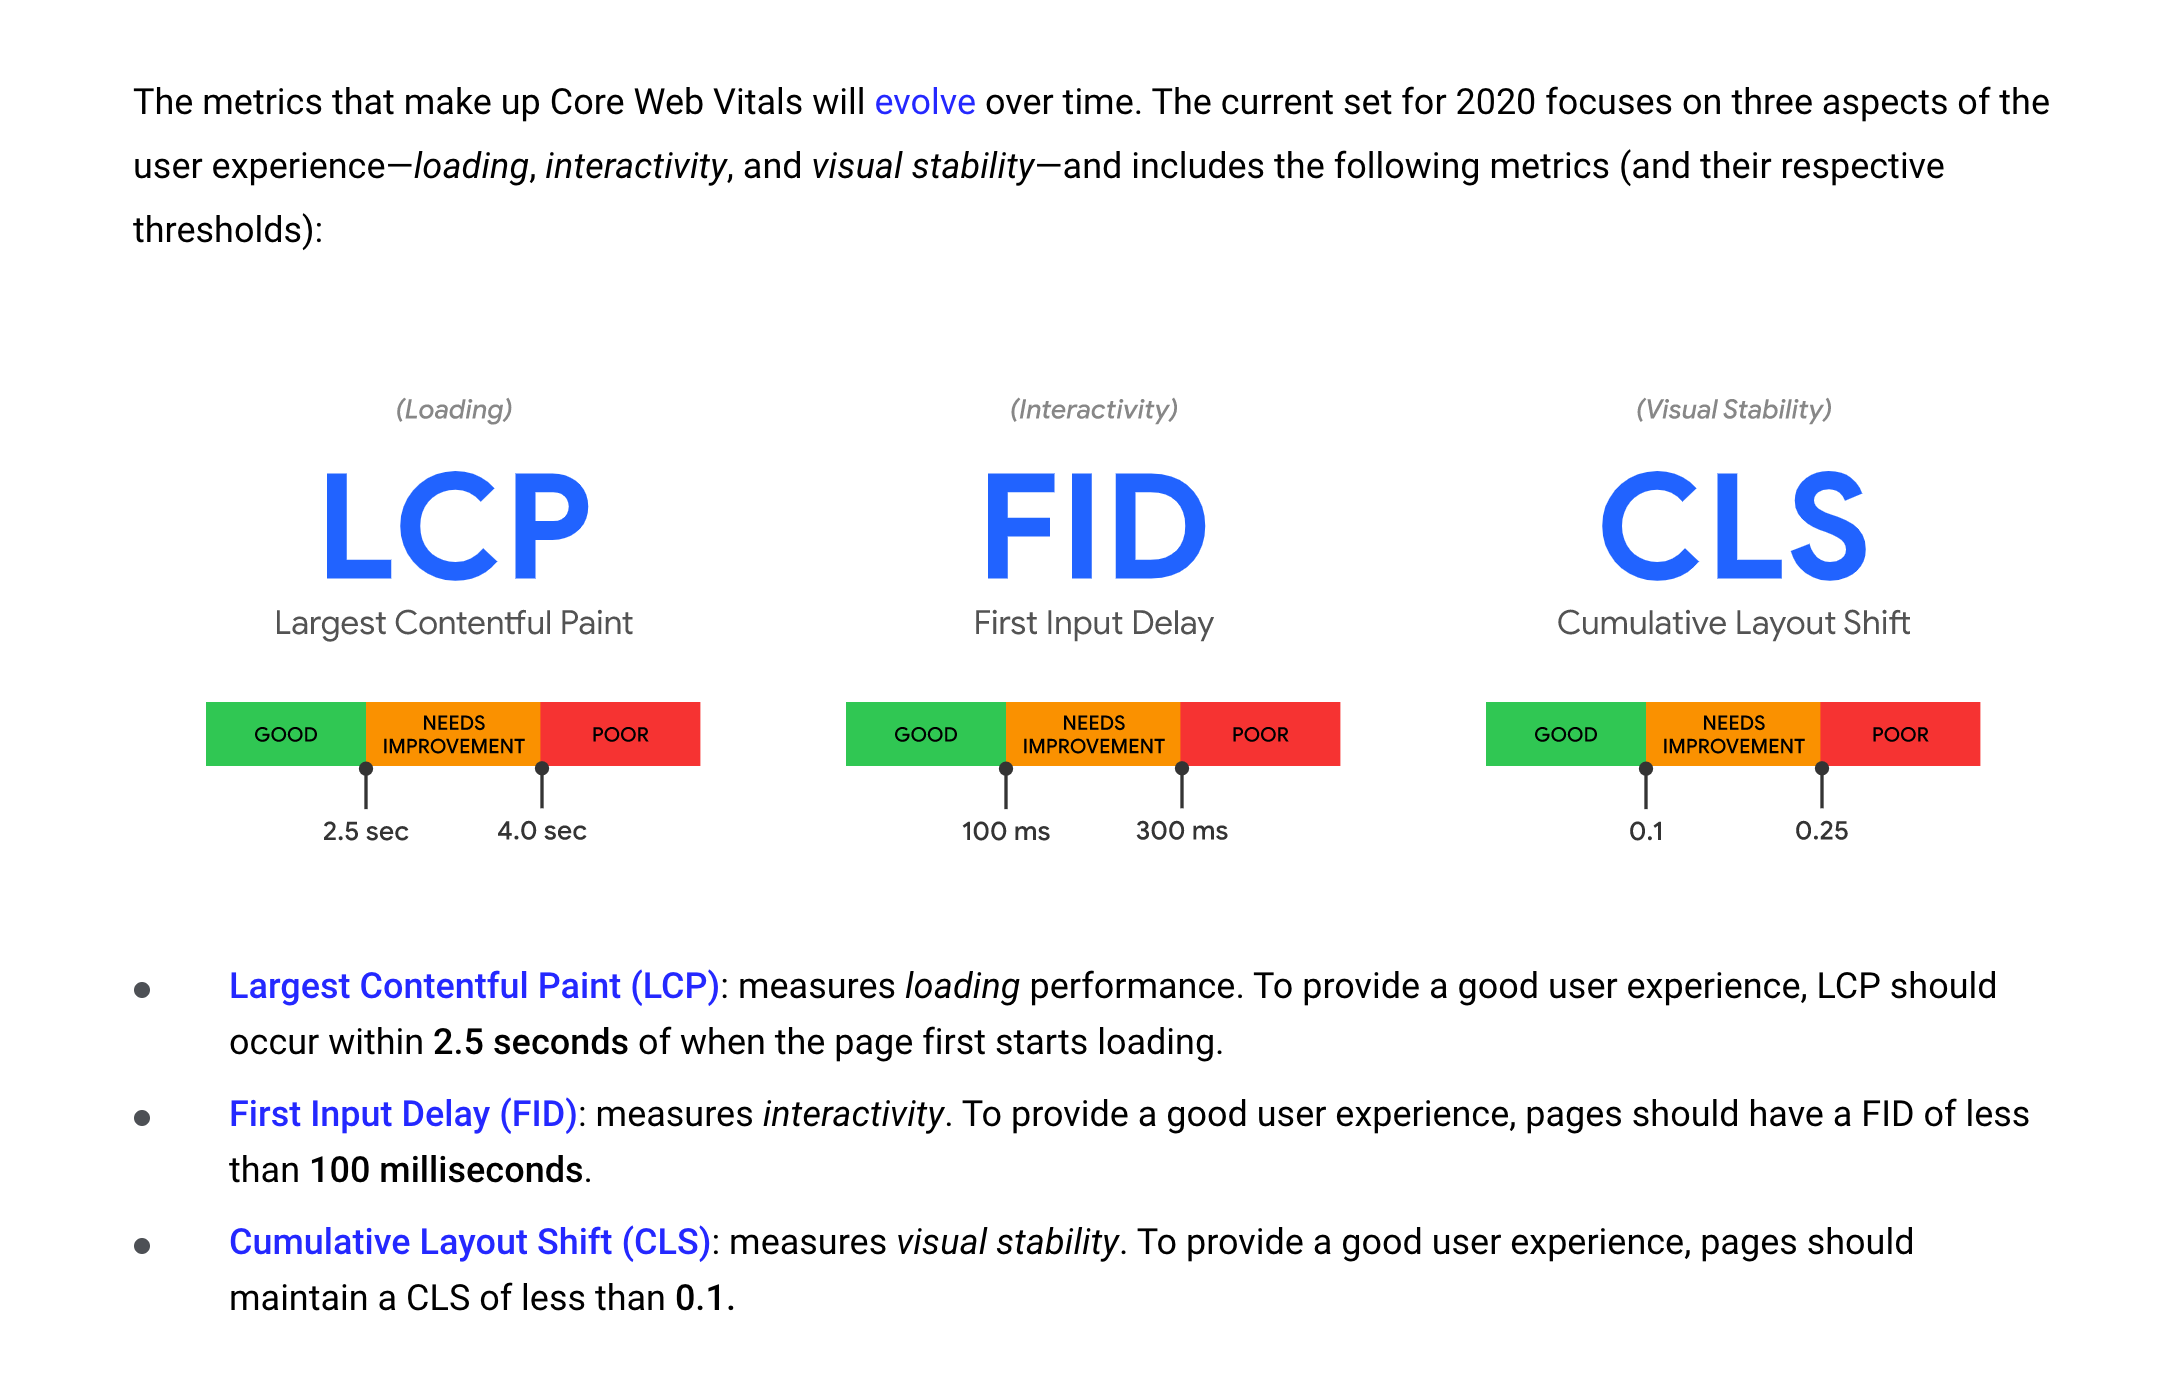 The metrics that make up Core Web Vitals will evolve over time. The current set for 2020 focuses on three aspects of the
user experience—loading, interactivity, and visual stability—and includes the following metrics (and their respective
thresholds):
(Loading)
LCP
Largest Contentful Paint
GOOD
NEEDS
IMPROVEMENT
POOR
2.5 sec
4.0 sec
(Interactivity)
FID
First Input Delay
GOOD
NEEDS
IMPROVEMENT
POOR
100 ms
300 ms
(Visual Stability)
CLS
Cumulative Layout Shift
GOOD
NEEDS
IMPROVEMENT
POOR
0.1
0.25
● Largest Contentful Paint (LCP): measures loading performance. To provide a good user experience, LCP should
occur within 2.5 seconds of when the page first starts loading.
● First Input Delay (FID): measures interactivity. To provide a good user experience, pages should have a FID of less
than 100 milliseconds.
● Cumulative Layout Shift (CLS): measures visual stability. To provide a good user experience, pages should
maintain a CLS of less than 0.1.